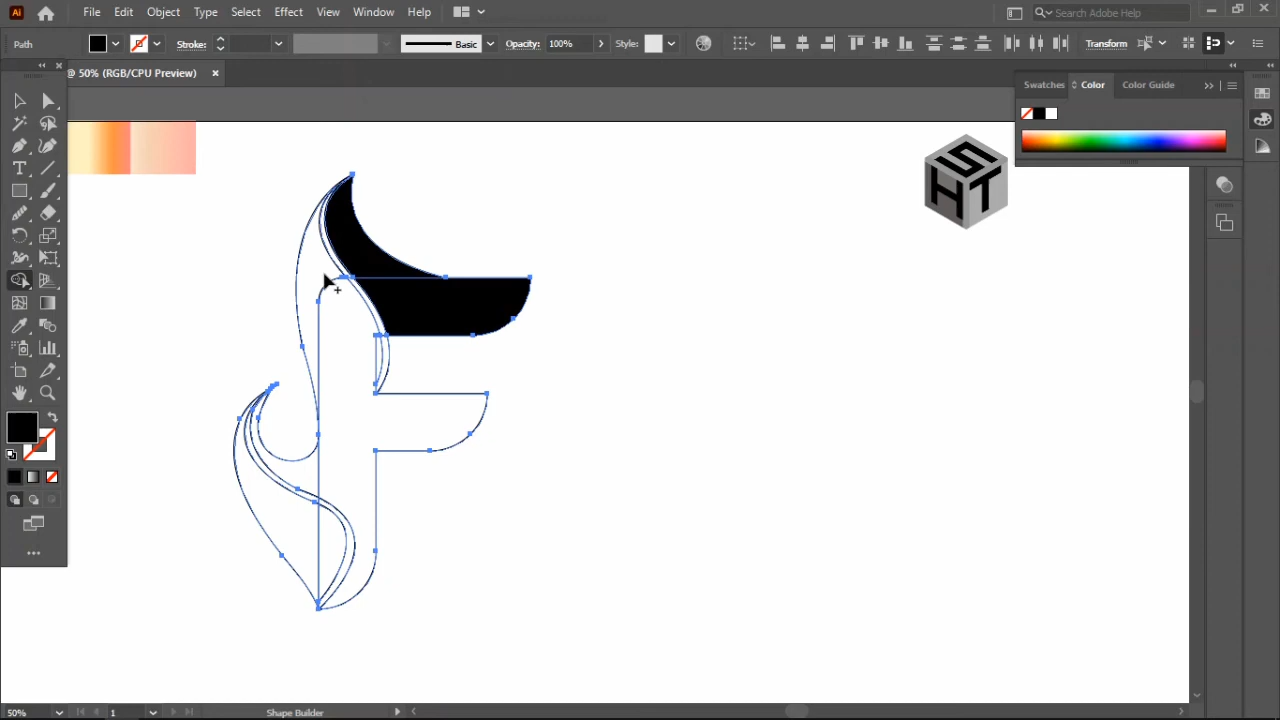 Ai File Edit Object Type Select Effect View Window Help Search Adobe Help
Path Stroke: Basic Opacity: 100% Style: Transform
@ 50% (RGB/CPU Preview) ×
Swatches Color Color Guide
SHT
50% 1 Shape Builder